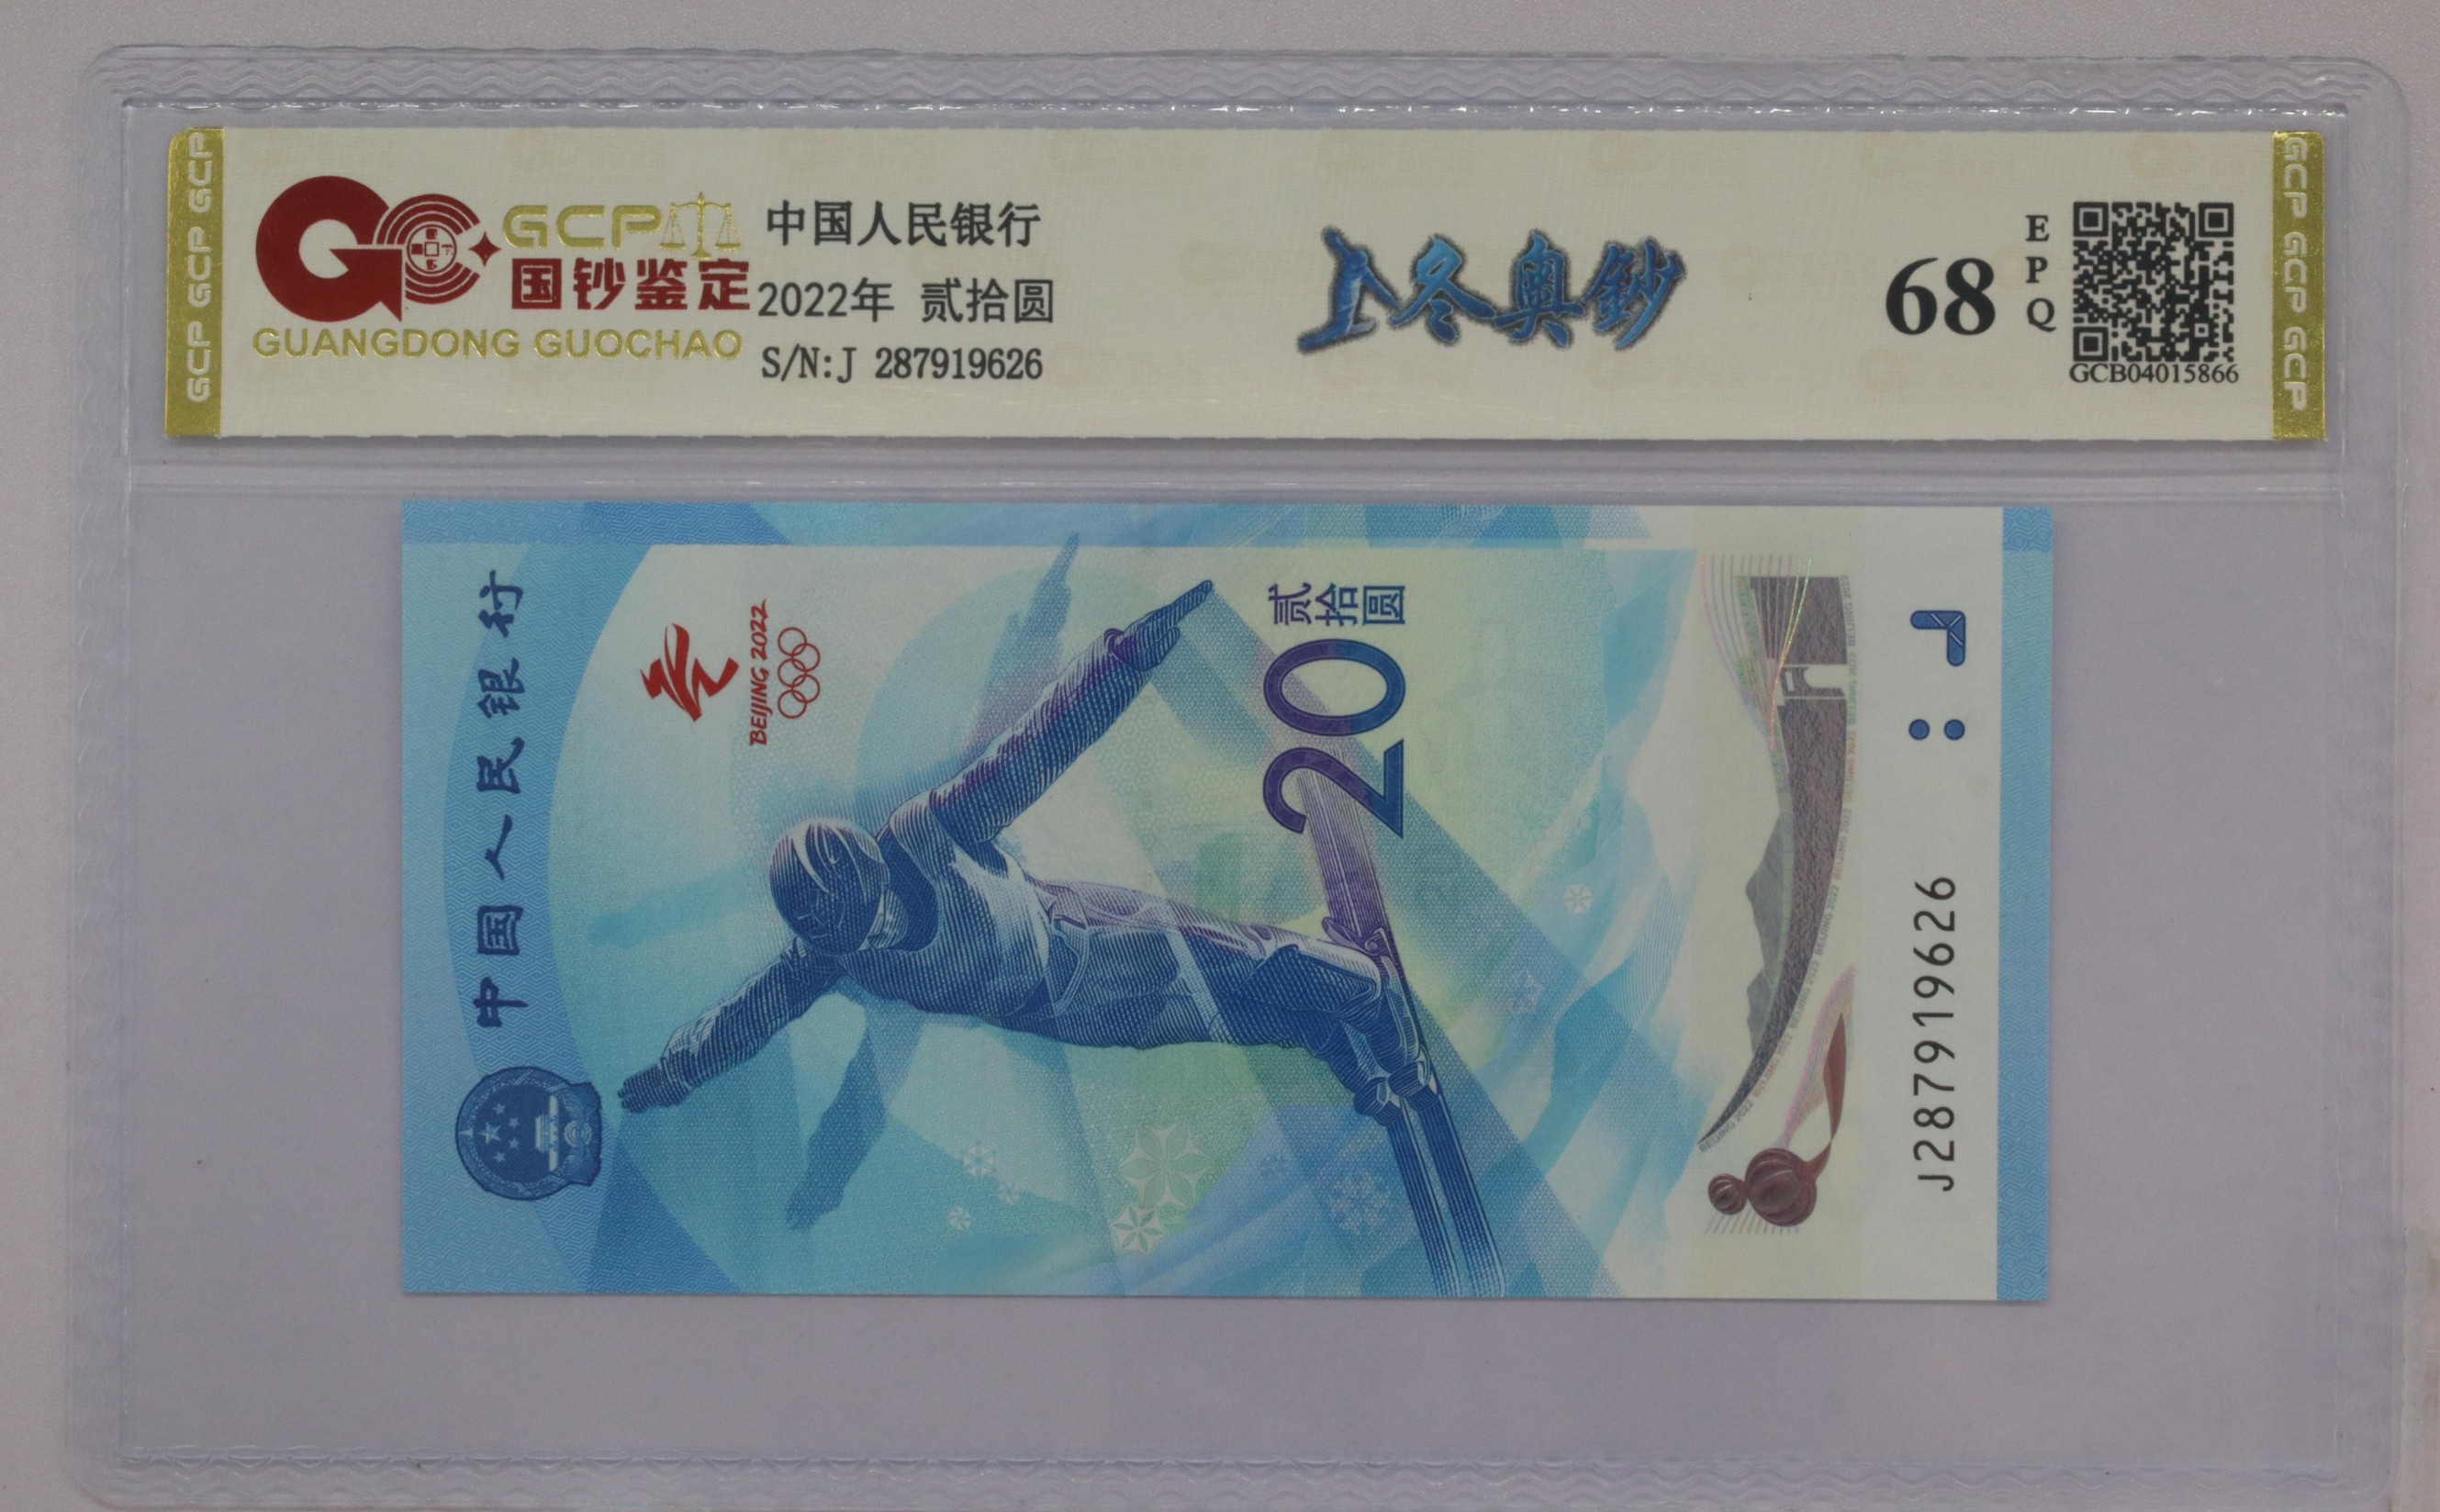 GCP GCP GCP
GCP
国钞鉴定
GUANGDONG GUOCHAO
中国人民银行
2022年 贰拾圆
S/N:J 287919626
冬奥鈔
68
EPQ
GCB04015866
GCP GCP GCP
中国人民银行
BEIJING 2022
贰拾圆
20
J287919626